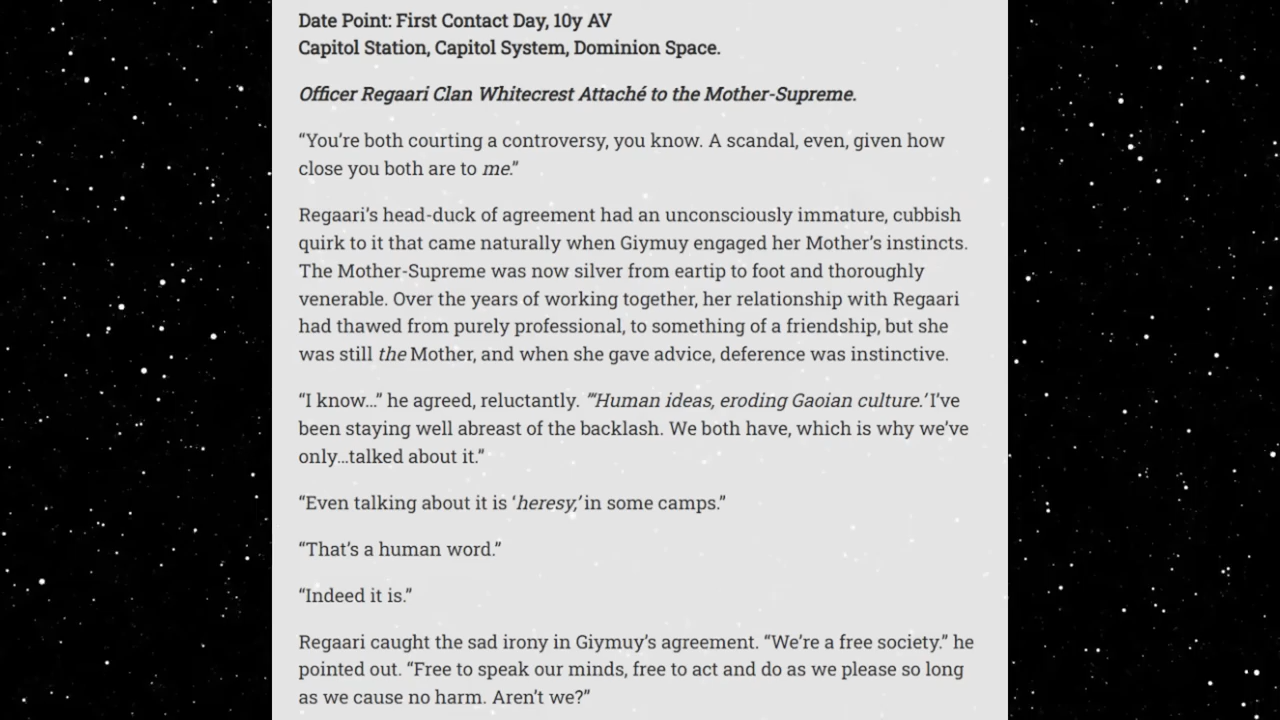 Date Point: First Contact Day, 10y AV
Capitol Station, Capitol System, Dominion Space.
Officer Regaari Clan Whitecrest Attaché to the Mother-Supreme.
“You’re both courting a controversy, you know. A scandal, even, given how
close you both are to me.”
Regaari’s head-duck of agreement had an unconsciously immature, cubbish
quirk to it that came naturally when Giymuy engaged her Mother’s instincts.
The Mother-Supreme was now silver from eartip to foot and thoroughly
venerable. Over the years of working together, her relationship with Regaari
had thawed from purely professional, to something of a friendship, but she
was still the Mother, and when she gave advice, deference was instinctive.
“I know…” he agreed, reluctantly. “‘Human ideas, eroding Gaoian culture.’ I’ve
been staying well abreast of the backlash. We both have, which is why we’ve
only…talked about it.”
“Even talking about it is ‘heresy,’ in some camps.”
“That’s a human word.”
“Indeed it is.”
Regaari caught the sad irony in Giymuy’s agreement. “We’re a free society.” he
pointed out. “Free to speak our minds, free to act and do as we please so long
as we cause no harm. Aren’t we?”